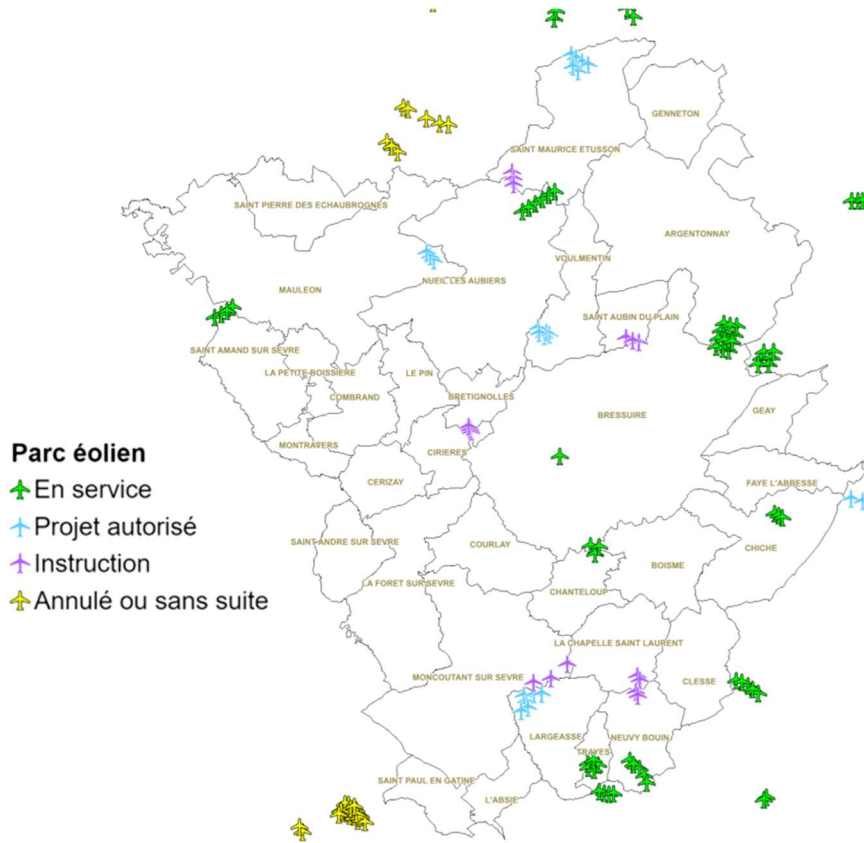 GENNETON
SAINT MAURICE ETUSSON
SAINT PIERRE DES ECHAUBROGNES
ARGENTONNAY
VOULMENTIN
NUEIL LES AUBIERS
MAULEON
SAINT AUBIN DU PLAIN
SAINT AMAND SUR SEVRE
LA PETITE BOISSIERE
LE PIN
COMBRAND
BRETIGNOLLES
BRESSUIRE
GEAY
MONTRAVERS
CIRIERES
CERIZAY
FAYE L'ABBESSE
Parc éolien
En service
Projet autorisé
Instruction
Annulé ou sans suite
SAINT ANDRE SUR SEVRE
COURLAY
CHICHE
BOISME
LA FORET SUR SEVRE
CHANTELOUP
LA CHAPELLE SAINT LAURENT
MONCOUTANT SUR SEVRE
CLESSE
LARGEASSE
NEUVY BOUIN
TRAYES
SAINT PAUL EN GATINE
L'ABSIE